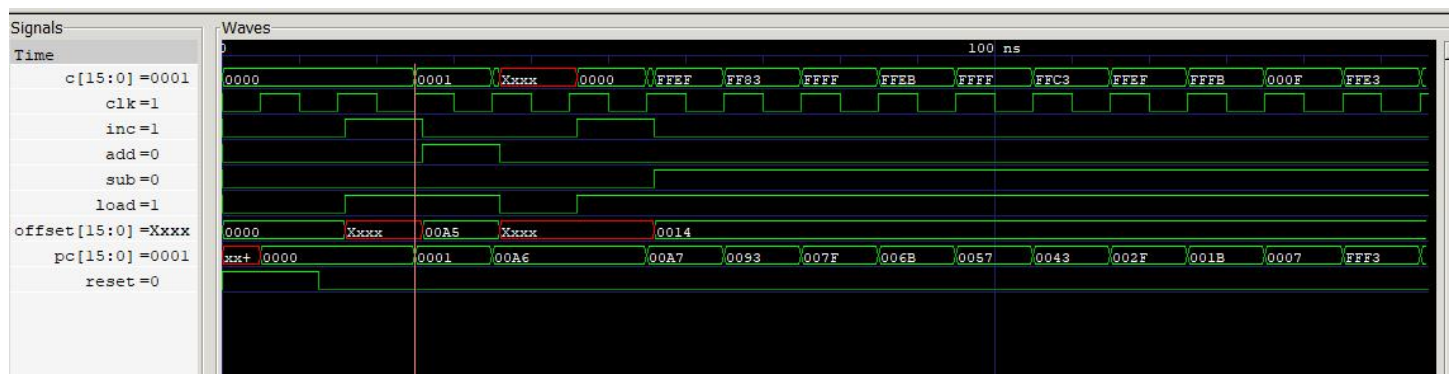 Signals Waves
Time 0 100 ns
c[15:0] =0001 0000 0001 Xxxx 0000 FFEF FF83 FFFF FFEB FFFF FFC3 FFEF FFFB 000F FFE3
clk =1
inc =1
add =0
sub =0
load =1
offset[15:0] =Xxxx 0000 Xxxx 00A5 Xxxx 0014
pc[15:0] =0001 xx+ 0000 0001 00A6 00A7 0093 007F 006B 0057 0043 002F 001B 0007 FFF3
reset =0